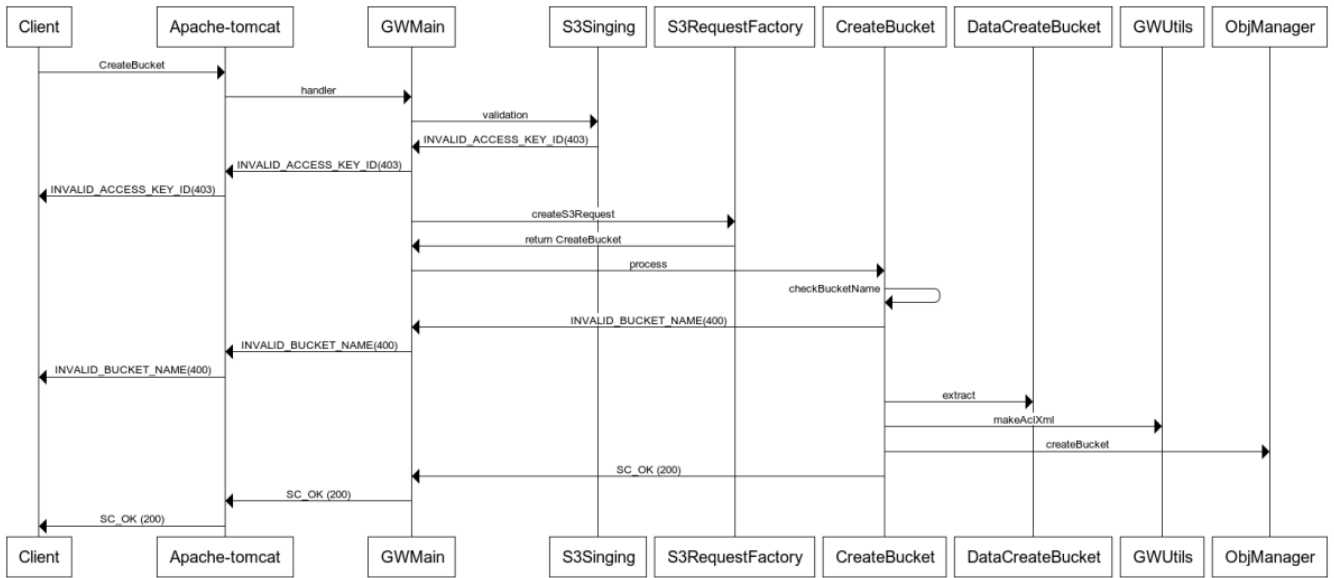 Client Apache-tomcat GWMain S3Singing S3RequestFactory CreateBucket DataCreateBucket GWUtils ObjManager
CreateBucket
handler
validation
INVALID_ACCESS_KEY_ID(403)
INVALID_ACCESS_KEY_ID(403)
INVALID_ACCESS_KEY_ID(403)
createS3Request
return CreateBucket
process
checkBucketName
INVALID_BUCKET_NAME(400)
INVALID_BUCKET_NAME(400)
INVALID_BUCKET_NAME(400)
extract
makeAclXml
createBucket
SC_OK (200)
SC_OK (200)
SC_OK (200)
Client Apache-tomcat GWMain S3Singing S3RequestFactory CreateBucket DataCreateBucket GWUtils ObjManager